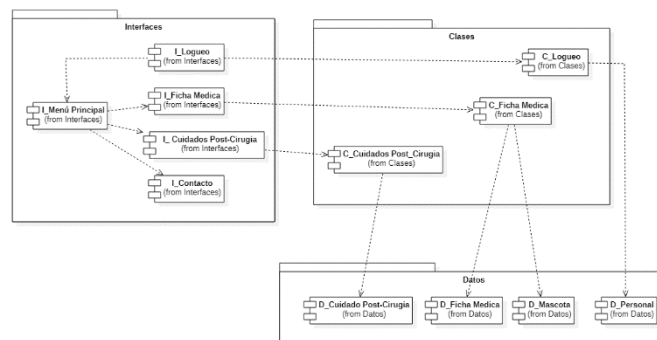 Interfaces
I_Logueo
(from Interfaces)
I_Ficha Medica
(from Interfaces)
I_Menú Principal
(from Interfaces)
I_ Cuidados Post-Cirugia
(from Interfaces)
I_Contacto
(from Interfaces)
Clases
C_Logueo
(from Clases)
C_Ficha Medica
(from Clases)
C_Cuidados Post_Cirugia
(from Clases)
Datos
D_Cuidado Post-Cirugia
(from Datos)
D_Ficha Medica
(from Datos)
D_Mascota
(from Datos)
D_Personal
(from Datos)